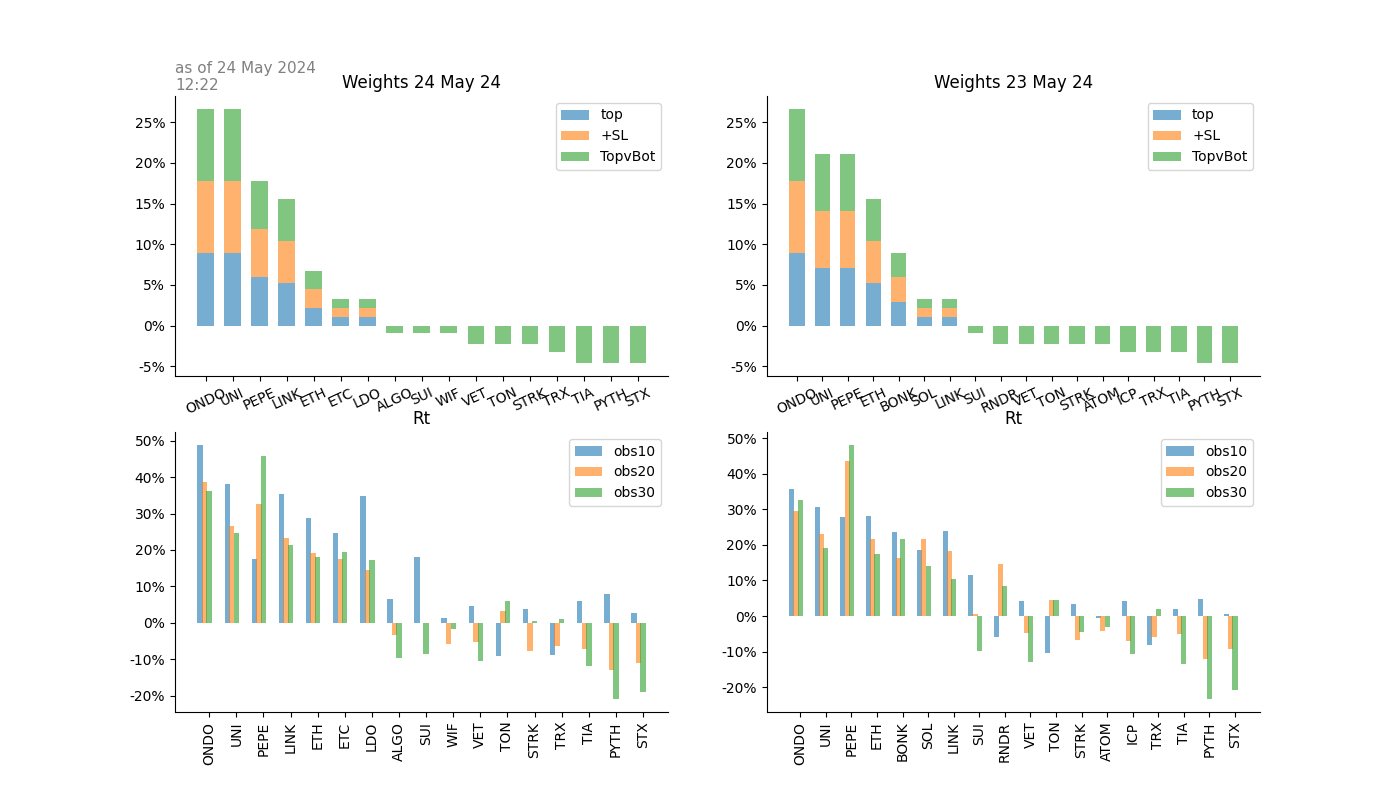 as of 24 May 2024
12:22
Weights 24 May 24
25%
20%
15%
10%
5%
0%
-5%
top
+SL
TopvBot
ONDO UNI PEPE LINK ETH ETC LDO ALGO SUI WIF VET TON STRK TRX TIA PYTH STX
Weights 23 May 24
25%
20%
15%
10%
5%
0%
-5%
top
+SL
TopvBot
ONDO UNI PEPE ETH BONK SOL LINK SUI RNDR VET TON STRK ATOM ICP TRX TIA PYTH STX
Rt
50%
40%
30%
20%
10%
0%
-10%
-20%
obs10
obs20
obs30
ONDO UNI PEPE LINK ETH ETC LDO ALGO SUI WIF VET TON STRK TRX TIA PYTH STX
Rt
50%
40%
30%
20%
10%
0%
-10%
-20%
obs10
obs20
obs30
ONDO UNI PEPE ETH BONK SOL LINK SUI RNDR VET TON STRK ATOM ICP TRX TIA PYTH STX